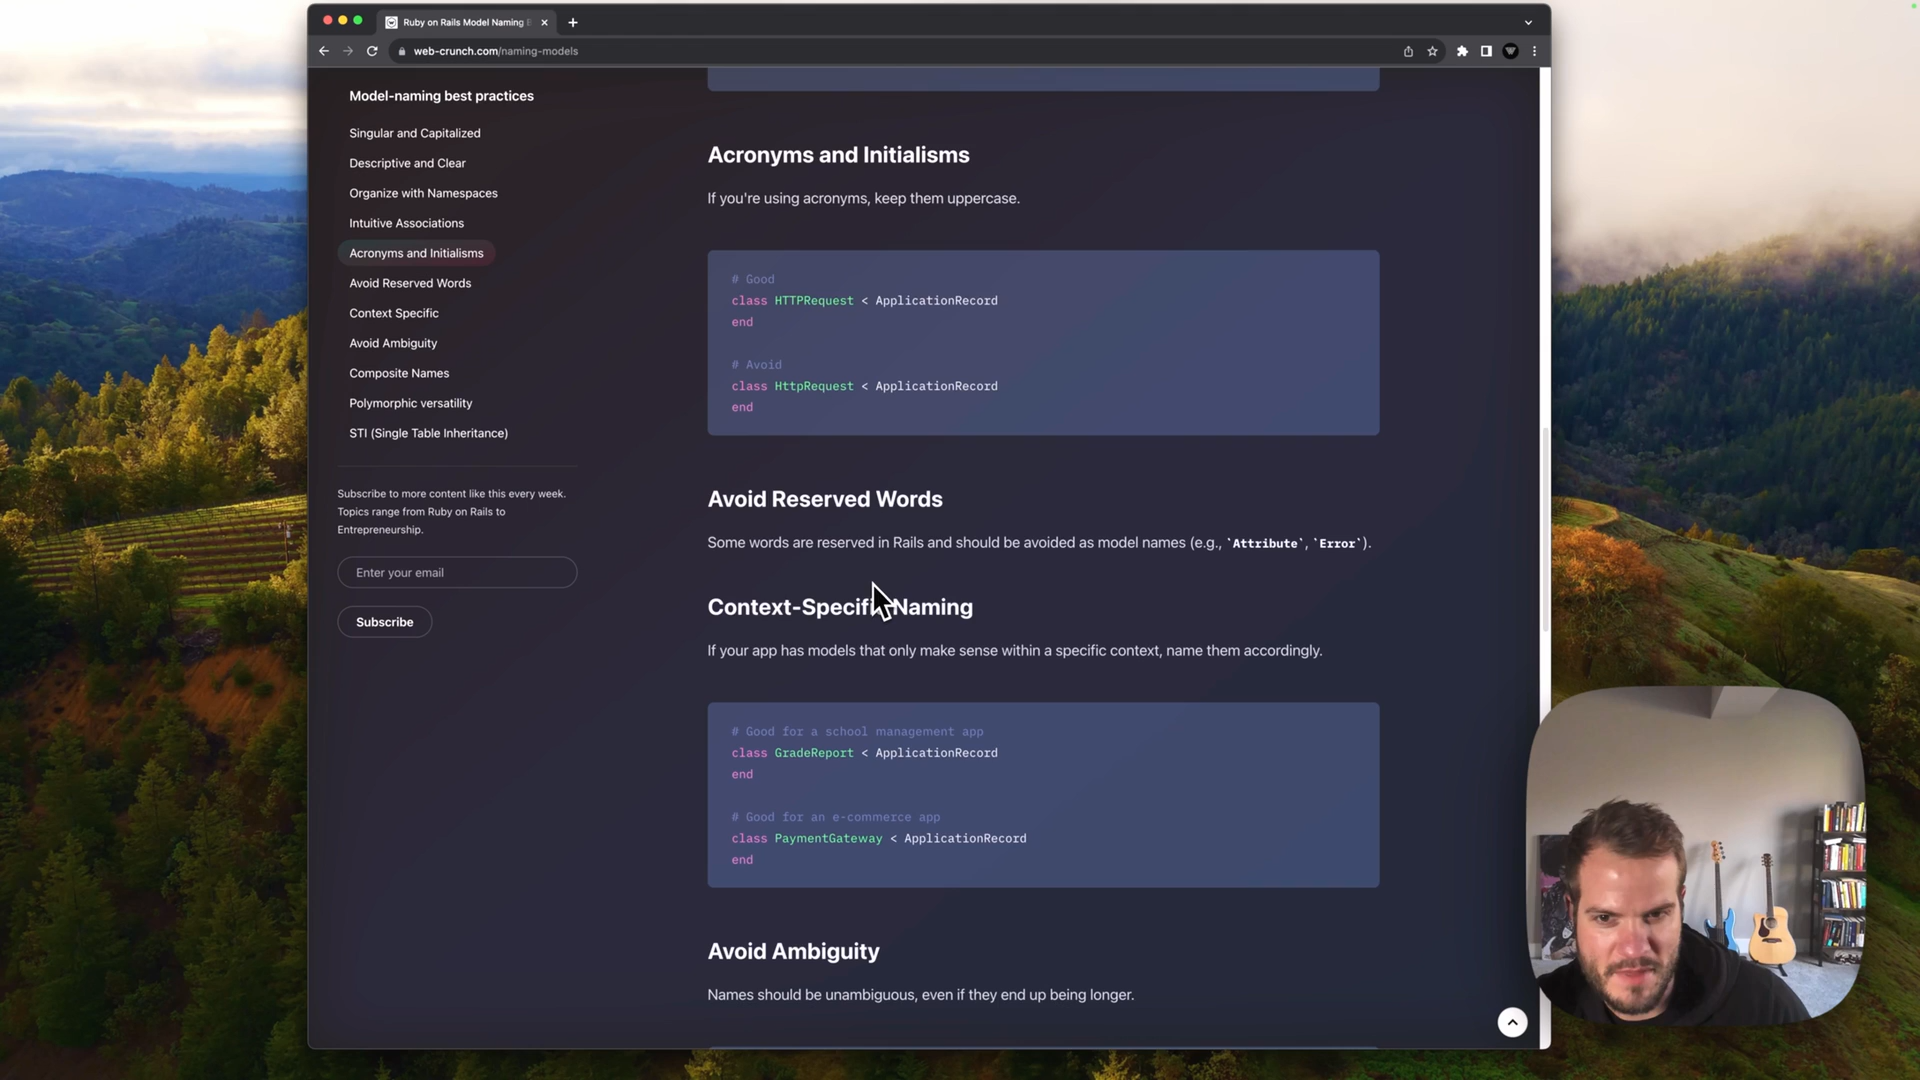 Ruby on Rails Model Naming
web-crunch.com/naming-models
Model-naming best practices
Singular and Capitalized
Descriptive and Clear
Organize with Namespaces
Intuitive Associations
Acronyms and Initialisms
Avoid Reserved Words
Context Specific
Avoid Ambiguity
Composite Names
Polymorphic versatility
STI (Single Table Inheritance)
Subscribe to more content like this every week.
Topics range from Ruby on Rails to
Entrepreneurship.
Enter your email
Subscribe
Acronyms and Initialisms
If you're using acronyms, keep them uppercase.
# Good
class HTTPRequest < ApplicationRecord
end
# Avoid
class HttpRequest < ApplicationRecord
end
Avoid Reserved Words
Some words are reserved in Rails and should be avoided as model names (e.g., `Attribute`, `Error`).
Context-Specific Naming
If your app has models that only make sense within a specific context, name them accordingly.
# Good for a school management app
class GradeReport < ApplicationRecord
end
# Good for an e-commerce app
class PaymentGateway < ApplicationRecord
end
Avoid Ambiguity
Names should be unambiguous, even if they end up being longer.